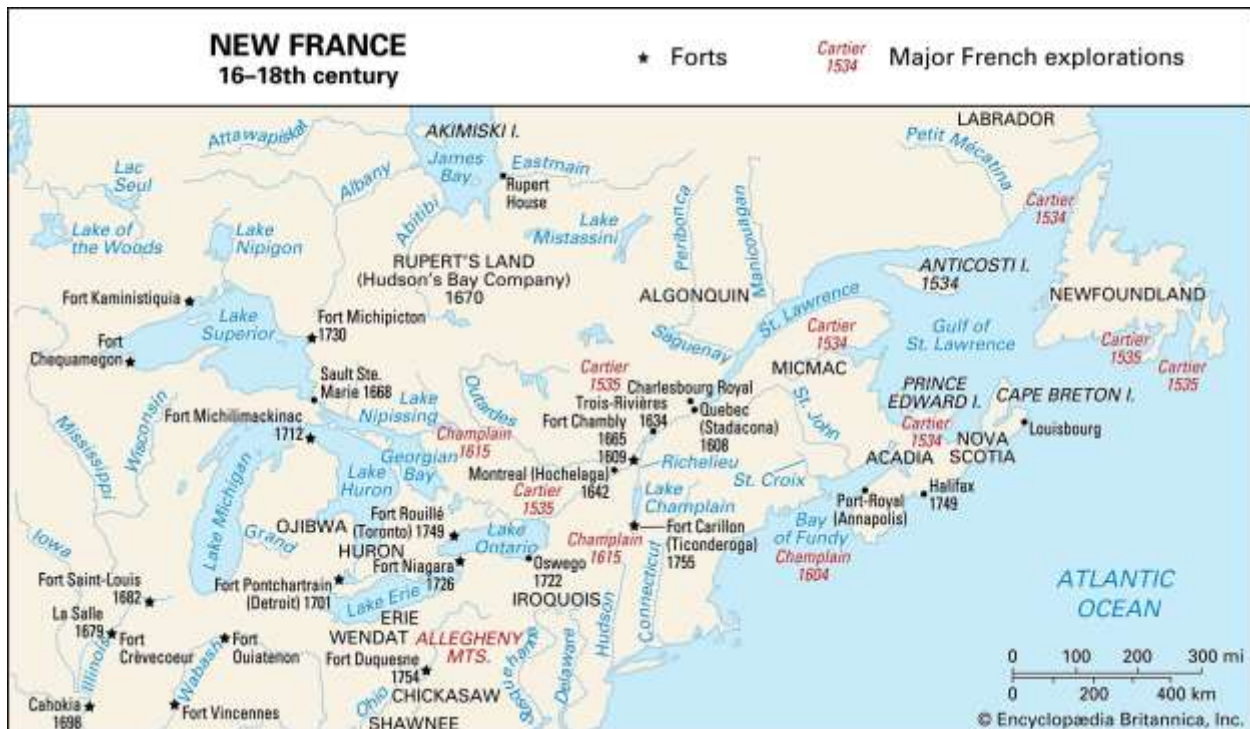 NEW FRANCE
16–18th century
Forts
Cartier
1534
Major French explorations
LABRADOR
Petit Mécatina
Attawapiskat
AKIMISKI I.
James
Bay
Eastmain
Rupert
House
Lac
Seul
Albany
Abitibi
Lake
Mistassini
Peribonca
Manicouagan
Cartier
1534
Lake of
the Woods
Lake
Nipigon
RUPERT'S LAND
(Hudson's Bay Company)
1670
ALGONQUIN
ANTICOSTI I.
1534
NEWFOUNDLAND
Fort Kaministiquia
Lake
Superior
Fort Michipicton
1730
St. Lawrence
Saguenay
Cartier
1534
Gulf of
St. Lawrence
Cartier
1535
Cartier
1535
Fort
Chequamegon
Sault Ste.
Marie 1668
Cartier
1535
MICMAC
Charlesbourg Royal
PRINCE
EDWARD I.
CAPE BRETON I.
Fort Michilimackinac
1712
Lake
Nipissing
Outardes
Trois-Rivières
1634
Quebec
(Stadacona)
1608
St. John
Cartier
1534
Louisbourg
Mississippi
Wisconsin
Champlain
1615
Georgian
Bay
Fort Chambly
1665
1609
Richelieu
NOVA
SCOTIA
ACADIA
Lake Michigan
Lake
Huron
Montreal (Hochelaga)
1642
Cartier
1535
St. Croix
Lake
Champlain
Port-Royal
(Annapolis)
Halifax
1749
Iowa
OJIBWA
Grand
Fort Rouillé
(Toronto) 1749
Lake
Ontario
Champlain
1615
Fort Carillon
(Ticonderoga)
1755
Bay
of Fundy
Champlain
1604
HURON
Fort Niagara
1726
Oswego
1722
Fort Saint-Louis
1682
Fort Pontchartrain
(Detroit) 1701
Lake Erie
IROQUOIS
Hudson
Connecticut
ATLANTIC
OCEAN
La Salle
1679
Fort
Crèvecoeur
Fort
Ouiatenon
ERIE
WENDAT
ALLEGHENY
MTS.
Illinois
Wabash
Fort Duquesne
1754
Susquehanna
Delaware
Cahokia
1698
Fort Vincennes
Ohio
CHICKASAW
SHAWNEE
0 100 200 300 mi
0 200 400 km
© Encyclopædia Britannica, Inc.